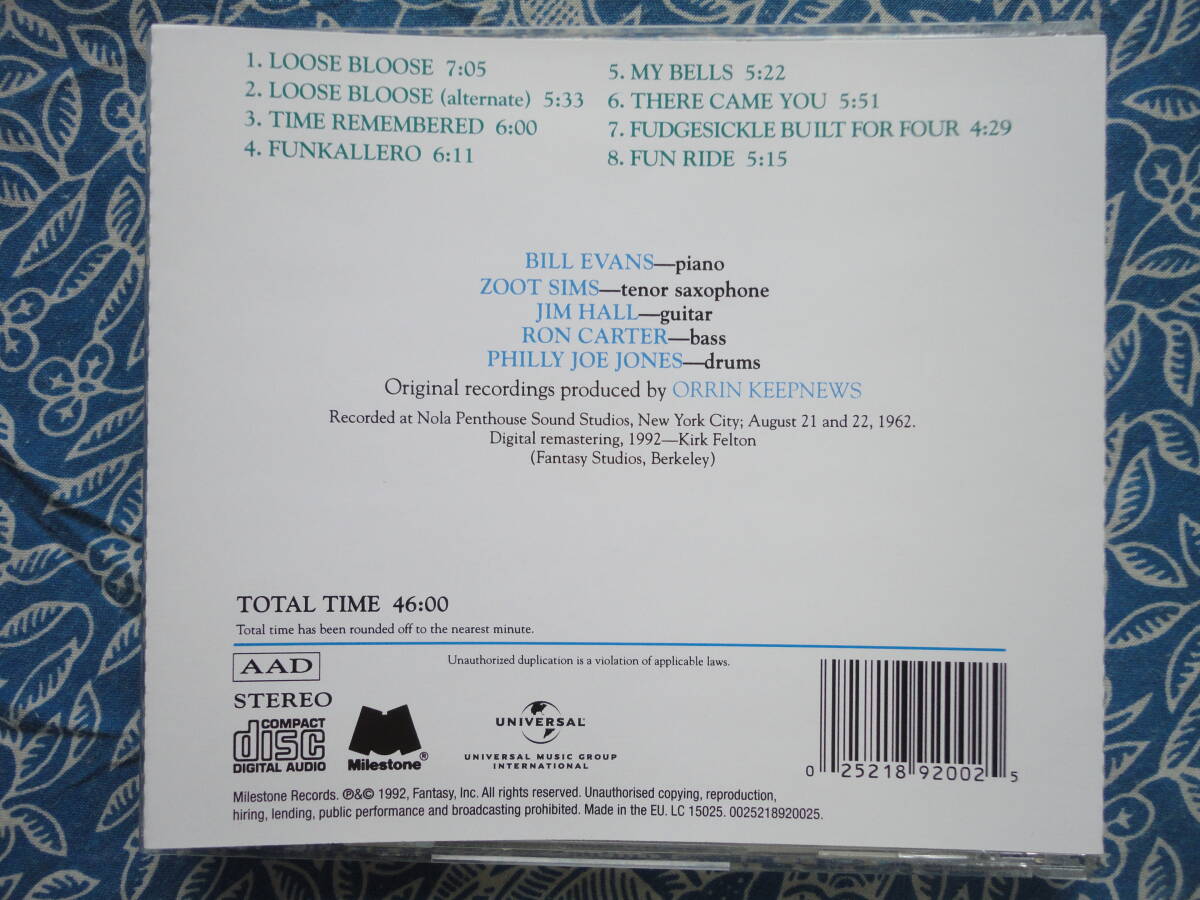 1. LOOSE BLOOSE 7:05
2. LOOSE BLOOSE (alternate) 5:33
3. TIME REMEMBERED 6:00
4. FUNKALLERO 6:11
5. MY BELLS 5:22
6. THERE CAME YOU 5:51
7. FUDGESICKLE BUILT FOR FOUR 4:29
8. FUN RIDE 5:15
BILL EVANS—piano
ZOOT SIMS—tenor saxophone
JIM HALL—guitar
RON CARTER—bass
PHILLY JOE JONES—drums
Original recordings produced by ORRIN KEEPNEWS
Recorded at Nola Penthouse Sound Studios, New York City; August 21 and 22, 1962.
Digital remastering, 1992—Kirk Felton
(Fantasy Studios, Berkeley)
TOTAL TIME 46:00
Total time has been rounded off to the nearest minute.
AAD
STEREO
COMPACT
disc
DIGITAL AUDIO
Milestone®
Unauthorized duplication is a violation of applicable laws.
UNIVERSAL
UNIVERSAL MUSIC GROUP
INTERNATIONAL
0 25218 92002 5
Milestone Records. ℗&© 1992, Fantasy, Inc. All rights reserved. Unauthorised copying, reproduction,
hiring, lending, public performance and broadcasting prohibited. Made in the EU. LC 15025. 0025218920025.